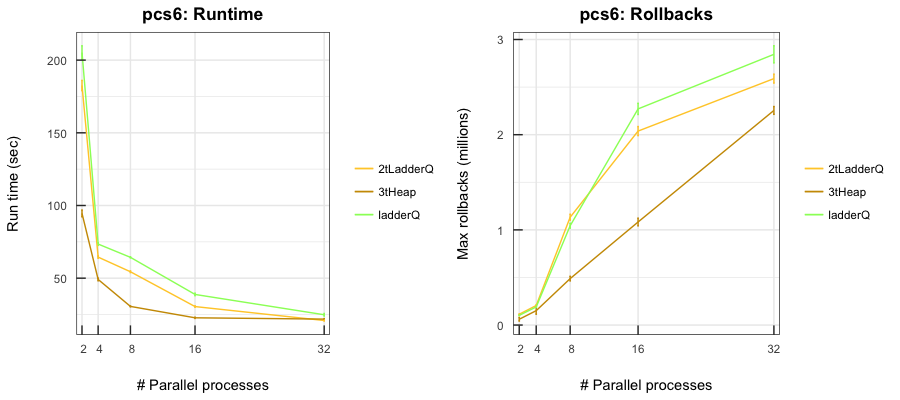 pcs6: Runtime
Run time (sec)
200
150
100
50
2 4 8 16 32
# Parallel processes
2tLadderQ
3tHeap
ladderQ
pcs6: Rollbacks
Max rollbacks (millions)
3
2
1
0
2 4 8 16 32
# Parallel processes
2tLadderQ
3tHeap
ladderQ